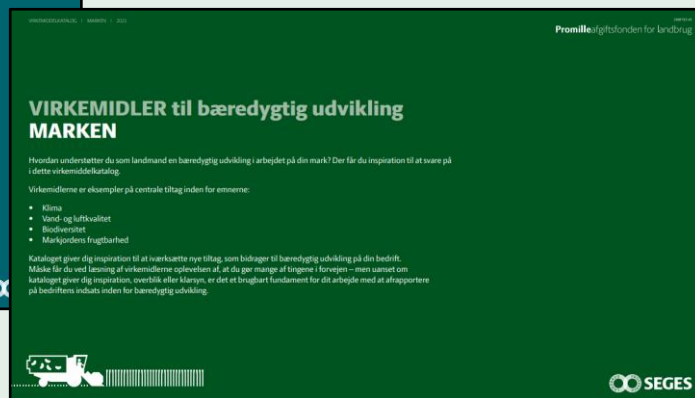 VIRKEMIDDELKATALOG | MARKEN | 2021
STØTTET AF
Promilleafgiftsfonden for landbrug
VIRKEMIDLER til bæredygtig udvikling
MARKEN
Hvordan understøtter du som landmand en bæredygtig udvikling i arbejdet på din mark? Der får du inspiration til at svare på
i dette virkemiddelkatalog.
Virkemidlerne er eksempler på centrale tiltag inden for emnerne:
• Klima
• Vand- og luftkvalitet
• Biodiversitet
• Markjordens frugtbarhed
Kataloget giver dig inspiration til at iværksætte nye tiltag, som bidrager til bæredygtig udvikling på din bedrift.
Måske får du ved læsning af virkemidlerne oplevelsen af, at du gør mange af tingene i forvejen – men uanset om
kataloget giver dig inspiration, overblik eller klarsyn, er det et brugbart fundament for dit arbejde med at afrapportere
på bedriftens indsats inden for bæredygtig udvikling.
SEGES